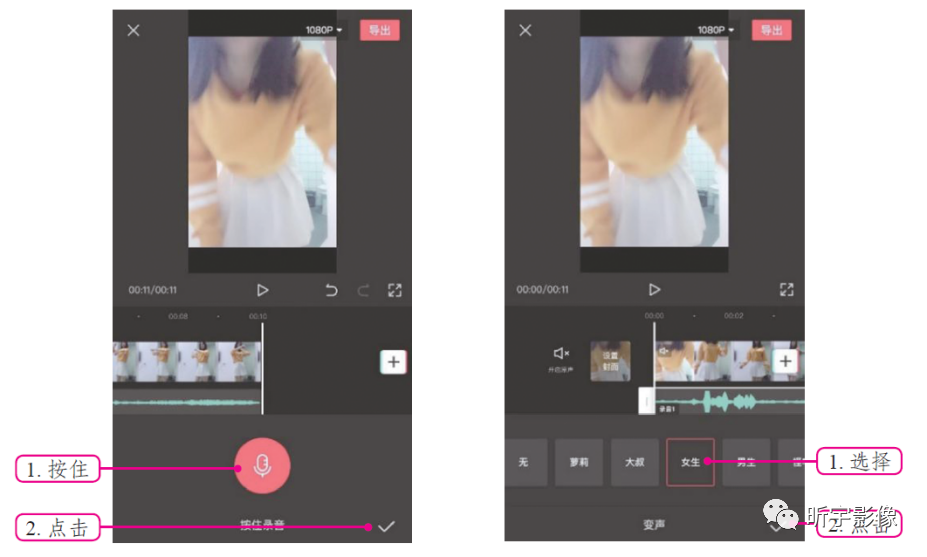 1080P
导出
00:11/00:11
00:08
00:10
1. 按住
按住录音
2. 点击
1080P
导出
00:00/00:11
00:00
00:02
开启原声
设置
封面
录音1
无
萝莉
大叔
女生
男生
1. 选择
变声
2. 点击
昕宇影像